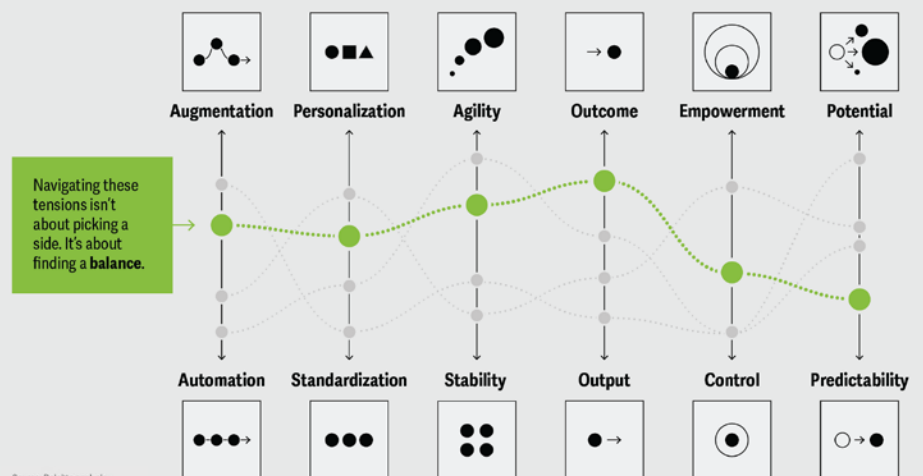 Augmentation
Personalization
Agility
Outcome
Empowerment
Potential
Navigating these
tensions isn't
about picking a
side. It's about
finding a balance.
Automation
Standardization
Stability
Output
Control
Predictability